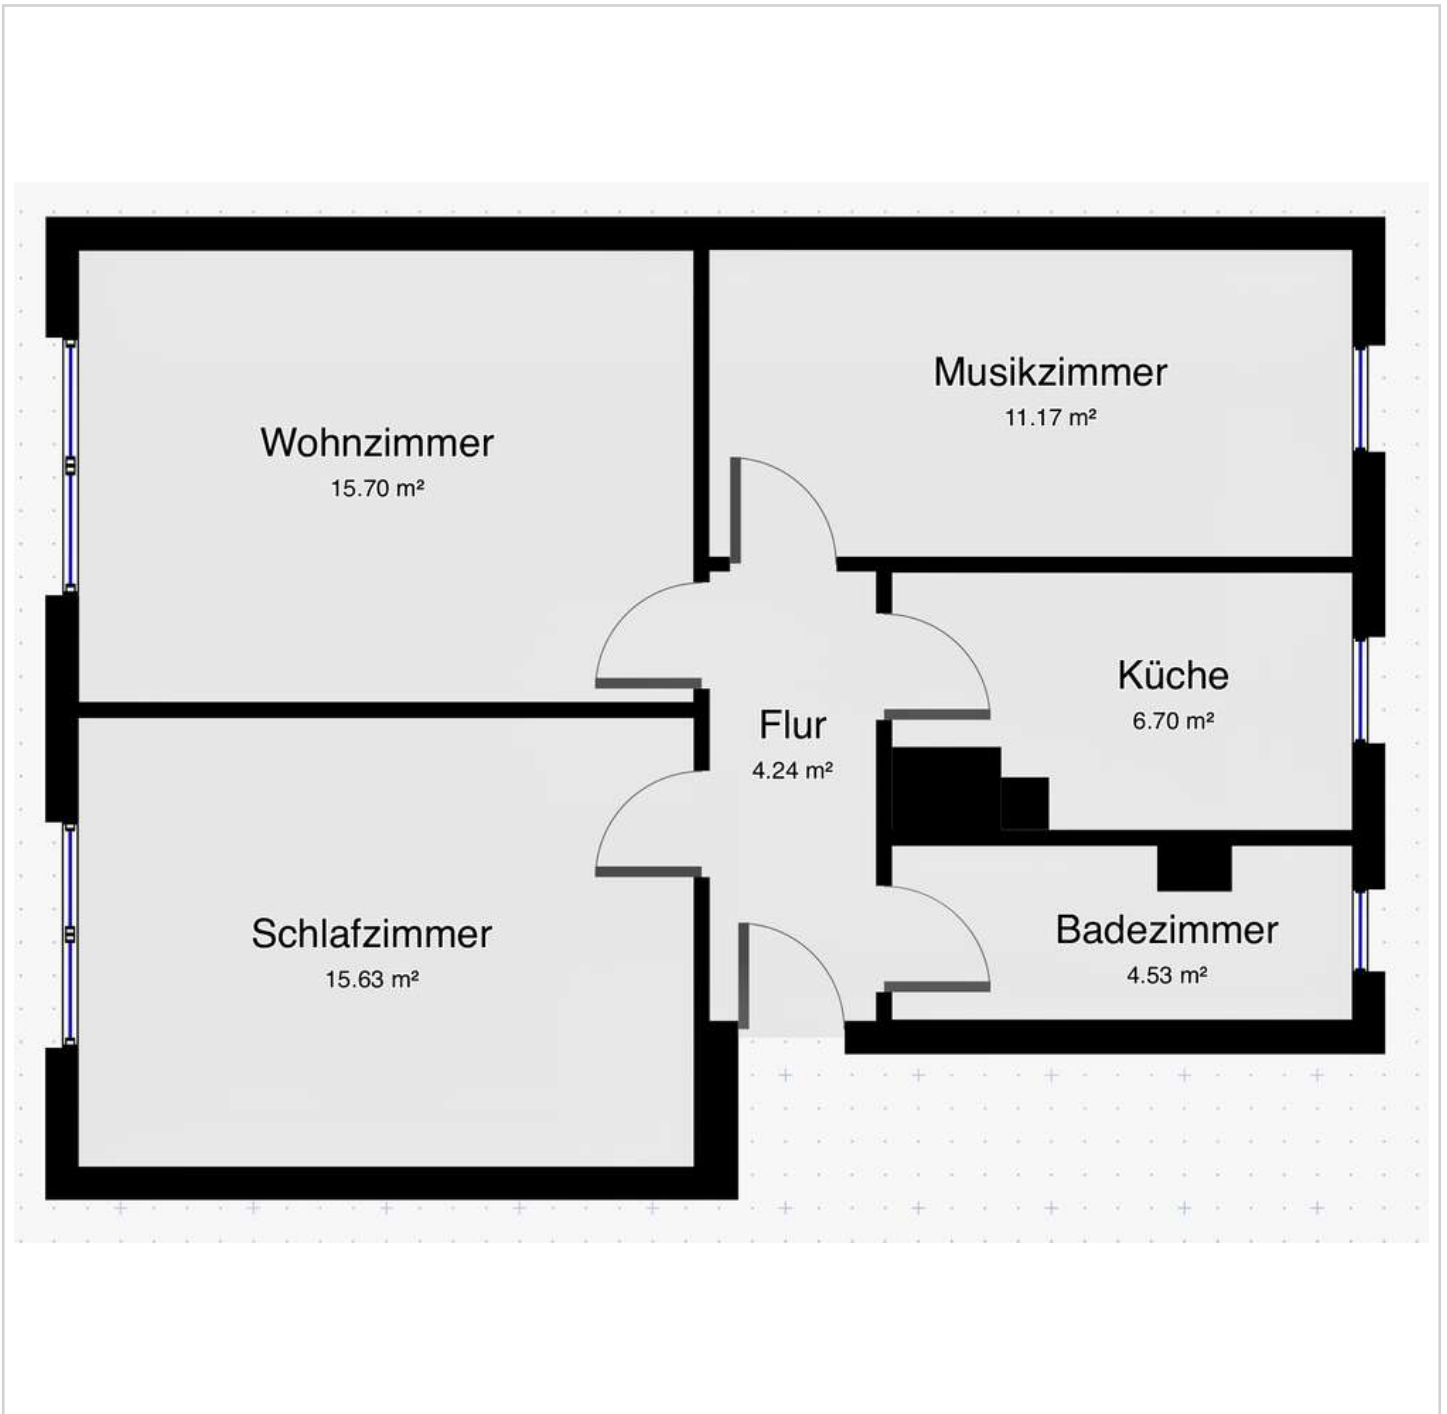 Wohnzimmer
15.70 m²
Musikzimmer
11.17 m²
Küche
6.70 m²
Flur
4.24 m²
Schlafzimmer
15.63 m²
Badezimmer
4.53 m²